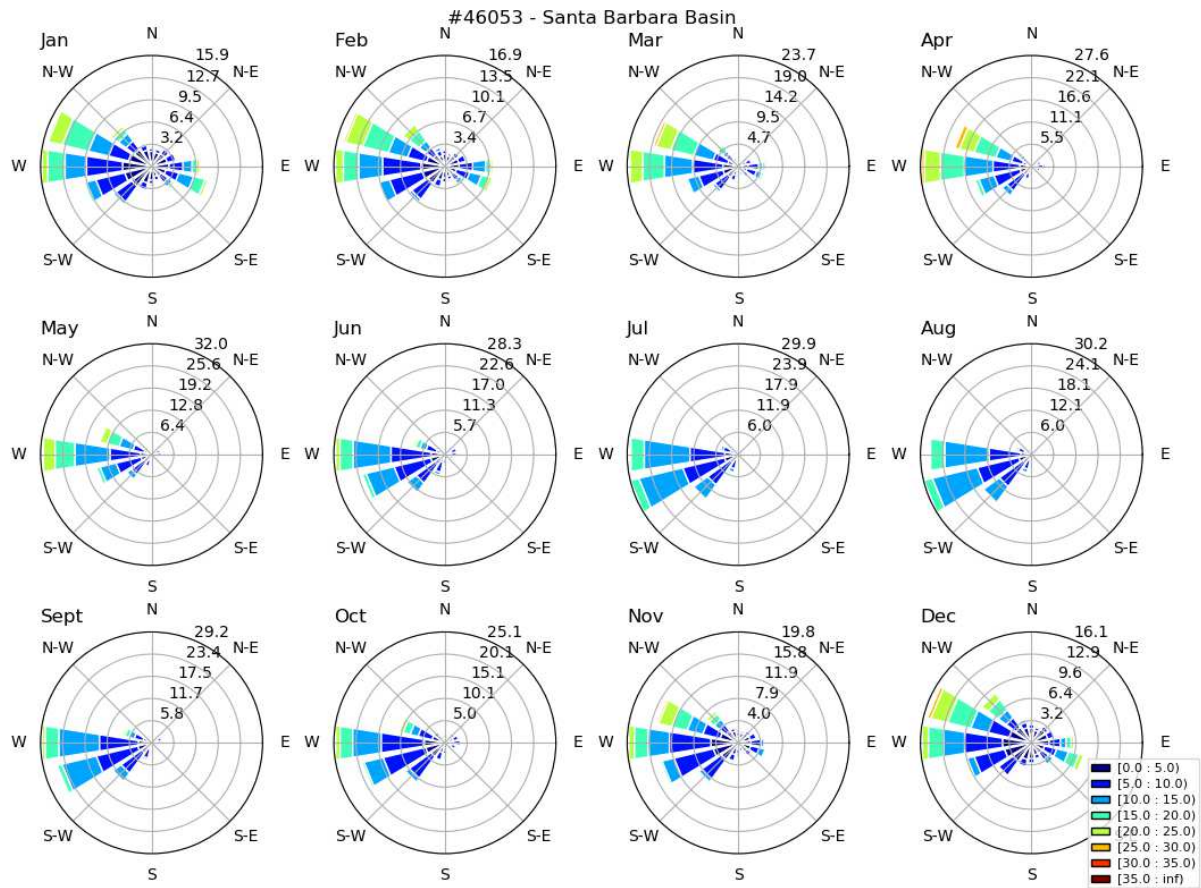 #46053 - Santa Barbara Basin
Jan
N
N-E
E
S-E
S
S-W
W
N-W
15.9
12.7
9.5
6.4
3.2
Feb
N
N-E
E
S-E
S
S-W
W
N-W
16.9
13.5
10.1
6.7
3.4
Mar
N
N-E
E
S-E
S
S-W
W
N-W
23.7
19.0
14.2
9.5
4.7
Apr
N
N-E
E
S-E
S
S-W
W
N-W
27.6
22.1
16.6
11.1
5.5
May
N
N-E
E
S-E
S
S-W
W
N-W
32.0
25.6
19.2
12.8
6.4
Jun
N
N-E
E
S-E
S
S-W
W
N-W
28.3
22.6
17.0
11.3
5.7
Jul
N
N-E
E
S-E
S
S-W
W
N-W
29.9
23.9
17.9
11.9
6.0
Aug
N
N-E
E
S-E
S
S-W
W
N-W
30.2
24.1
18.1
12.1
6.0
Sept
N
N-E
E
S-E
S
S-W
W
N-W
29.2
23.4
17.5
11.7
5.8
Oct
N
N-E
E
S-E
S
S-W
W
N-W
25.1
20.1
15.1
10.1
5.0
Nov
N
N-E
E
S-E
S
S-W
W
N-W
19.8
15.8
11.9
7.9
4.0
Dec
N
N-E
E
S
S-W
W
N-W
16.1
12.9
9.6
6.4
3.2
[0.0 : 5.0)
[5.0 : 10.0)
[10.0 : 15.0)
[15.0 : 20.0)
[20.0 : 25.0)
[25.0 : 30.0)
[30.0 : 35.0)
[35.0 : inf)